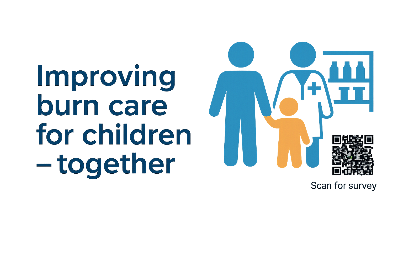 Improving
burn care
for children
– together
Scan for survey